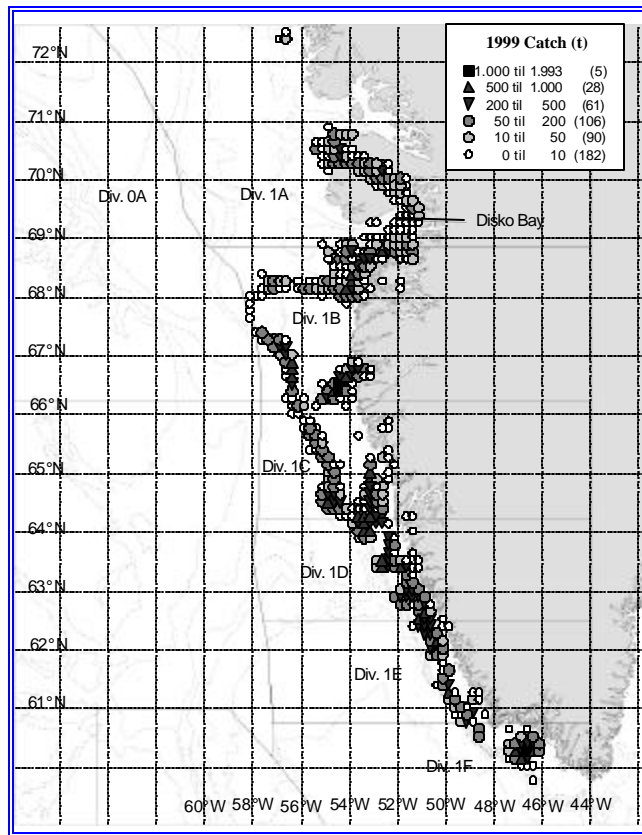 1999 Catch (t)
1.000 til 1.993 (5)
500 til 1.000 (28)
200 til 500 (61)
50 til 200 (106)
10 til 50 (90)
0 til 10 (182)
72°N
71°N
70°N
Div. 0A
Div. 1A
Disko Bay
69°N
68°N
Div. 1B
67°N
66°N
65°N
Div. 1C
64°N
Div. 1D
63°N
62°N
Div. 1E
61°N
Div. 1F
60°W 58°W 56°W 54°W 52°W 50°W 48°W 46°W 44°W